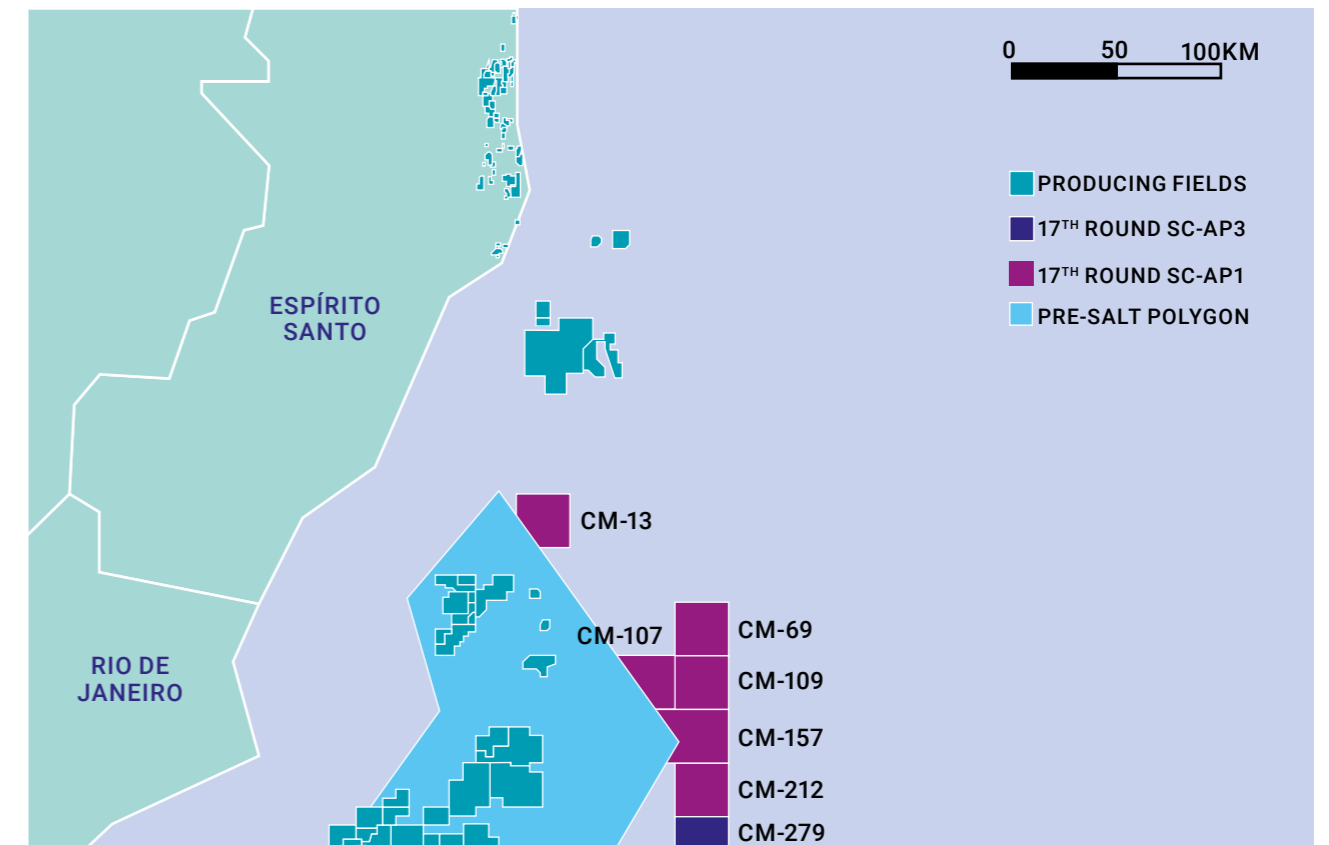 0 50 100KM
PRODUCING FIELDS
17TH ROUND SC-AP3
17TH ROUND SC-AP1
PRE-SALT POLYGON
ESPÍRITO
SANTO
CM-13
CM-107
CM-69
RIO DE
JANEIRO
CM-109
CM-157
CM-212
CM-279